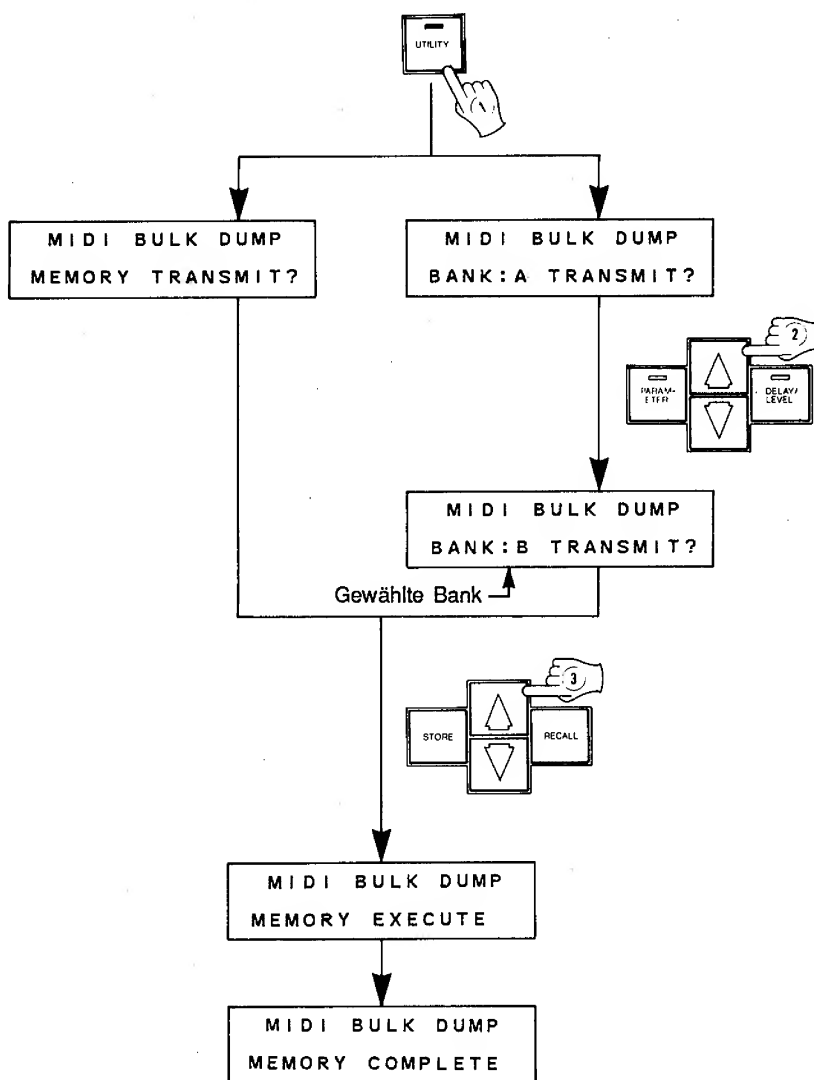 UTILITY
1
MIDI BULK DUMP
MEMORY TRANSMIT?
MIDI BULK DUMP
BANK:A TRANSMIT?
2
PARAM-
ETER
DELAY/
LEVEL
MIDI BULK DUMP
BANK:B TRANSMIT?
Gewählte Bank
3
STORE
RECALL
MIDI BULK DUMP
MEMORY EXECUTE
MIDI BULK DUMP
MEMORY COMPLETE